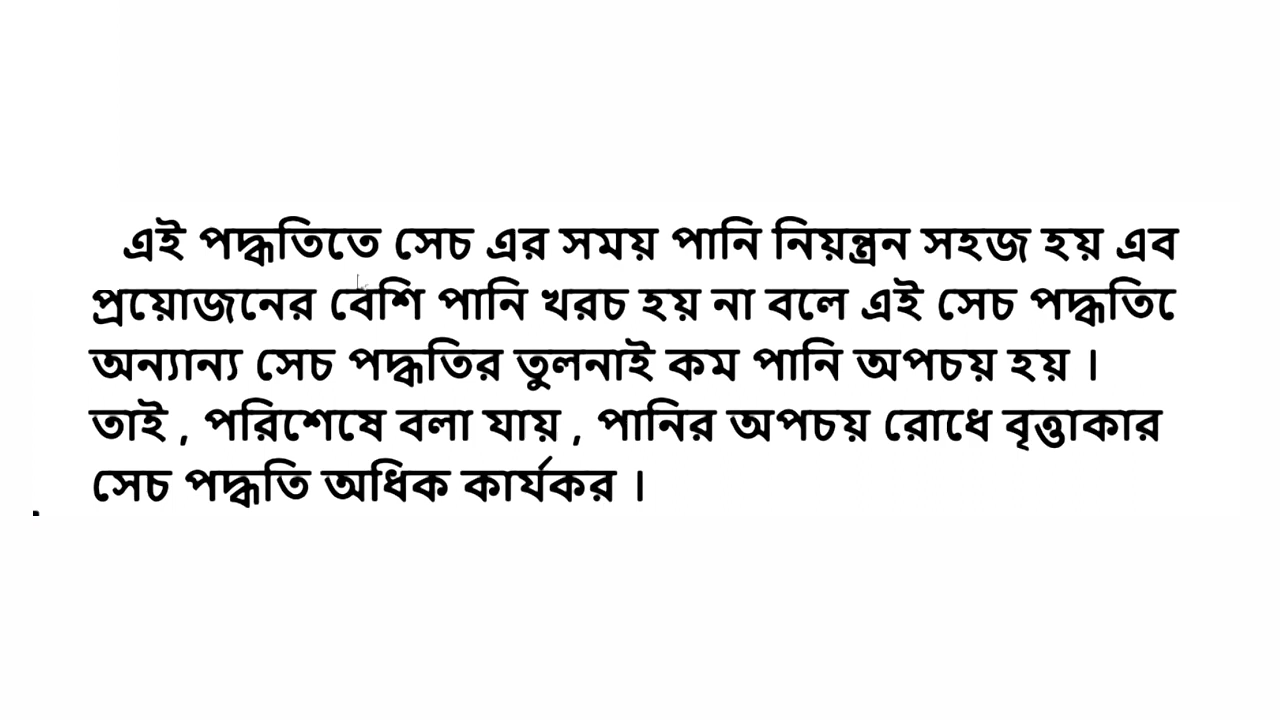 এই পদ্ধতিতে সেচ এর সময় পানি নিয়ন্ত্রন সহজ হয় এব
প্রয়োজনের বেশি পানি খরচ হয় না বলে এই সেচ পদ্ধতিে
অন্যান্য সেচ পদ্ধতির তুলনাই কম পানি অপচয় হয় ।
তাই , পরিশেষে বলা যায় , পানির অপচয় রোধে বৃত্তাকার
সেচ পদ্ধতি অধিক কার্যকর ।